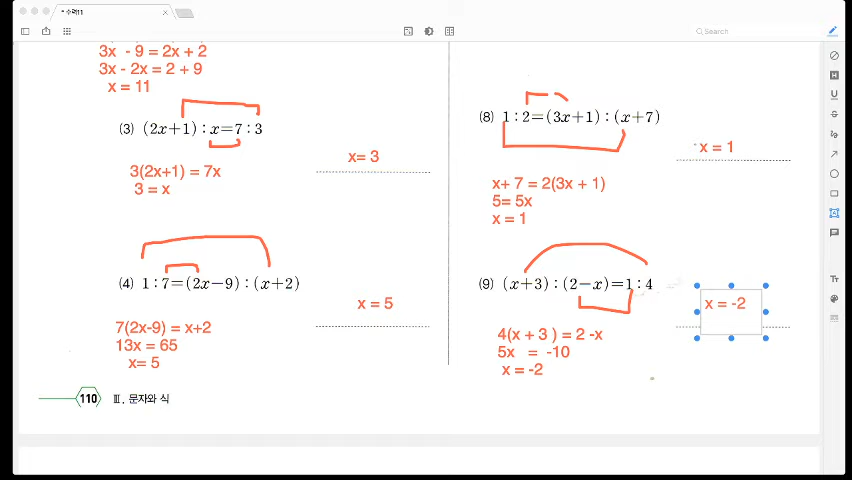 * 수력11
Search
3x - 9 = 2x + 2
3x - 2x = 2 + 9
x = 11
(3) (2x+1) : x=7 : 3
x= 3
3(2x+1) = 7x
3 = x
(4) 1 : 7=(2x-9) : (x+2)
x = 5
7(2x-9) = x+2
13x = 65
x= 5
110 Ⅲ. 문자와 식
(8) 1 : 2=(3x+1) : (x+7)
x = 1
x+ 7 = 2(3x + 1)
5= 5x
x = 1
(9) (x+3) : (2-x)=1 : 4
x = -2
4(x + 3 ) = 2 -x
5x = -10
x = -2